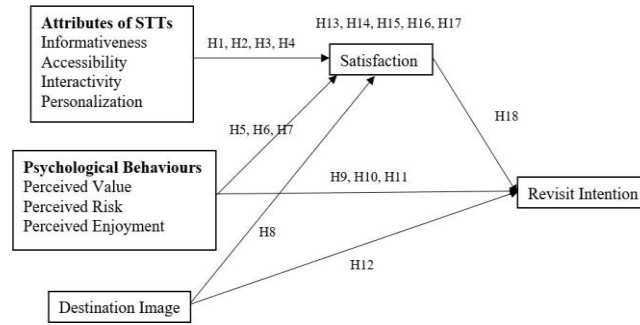 Attributes of STTs
Informativeness
Accessibility
Interactivity
Personalization
H1, H2, H3, H4
H13, H14, H15, H16, H17
Satisfaction
H5, H6, H7
H18
Psychological Behaviours
Perceived Value
Perceived Risk
Perceived Enjoyment
H9, H10, H11
Revisit Intention
H8
H12
Destination Image